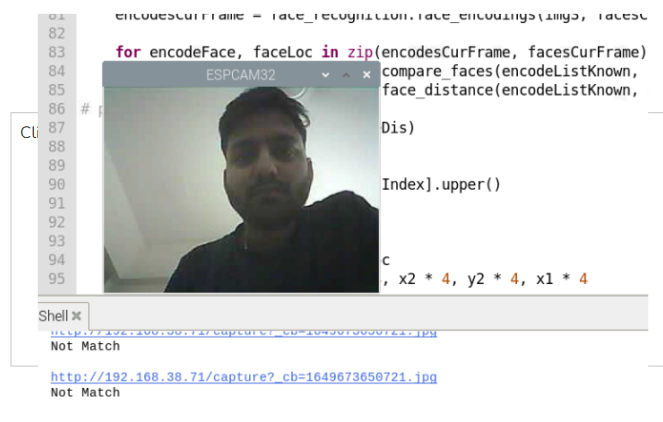 81 encodesCurFrame = face_recognition.face_encodings(imgS, facesC
82
83 for encodeFace, faceLoc in zip(encodesCurFrame, facesCurFrame)
ESPCAM32
84 compare_faces(encodeListKnown,
85 face_distance(encodeListKnown,
86 #
87 Dis)
88
89
90 Index].upper()
91
92
93
94 c
95 , x2 * 4, y2 * 4, x1 * 4
Cli
Shell
http://192.168.38.71/capture?_cb=1649673650721.jpg
Not Match
http://192.168.38.71/capture?_cb=1649673650721.jpg
Not Match